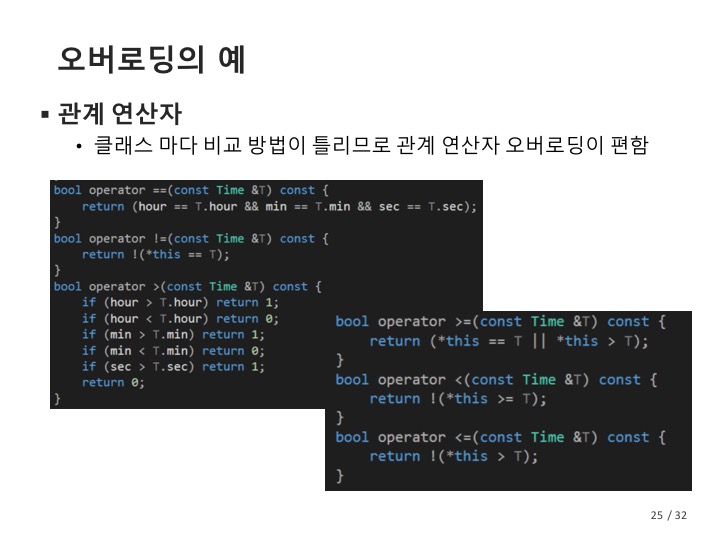 오버로딩의 예
▪ 관계 연산자
• 클래스 마다 비교 방법이 틀리므로 관계 연산자 오버로딩이 편함
bool operator ==(const Time &T) const {
    return (hour == T.hour && min == T.min && sec == T.sec);
}
bool operator !=(const Time &T) const {
    return !(*this == T);
}
bool operator >(const Time &T) const {
    if (hour > T.hour) return 1;
    if (hour < T.hour) return 0;
    if (min > T.min) return 1;
    if (min < T.min) return 0;
    if (sec > T.sec) return 1;
    return 0;
}
bool operator >=(const Time &T) const {
    return (*this == T || *this > T);
}
bool operator <(const Time &T) const {
    return !(*this >= T);
}
bool operator <=(const Time &T) const {
    return !(*this > T);
}
25 / 32